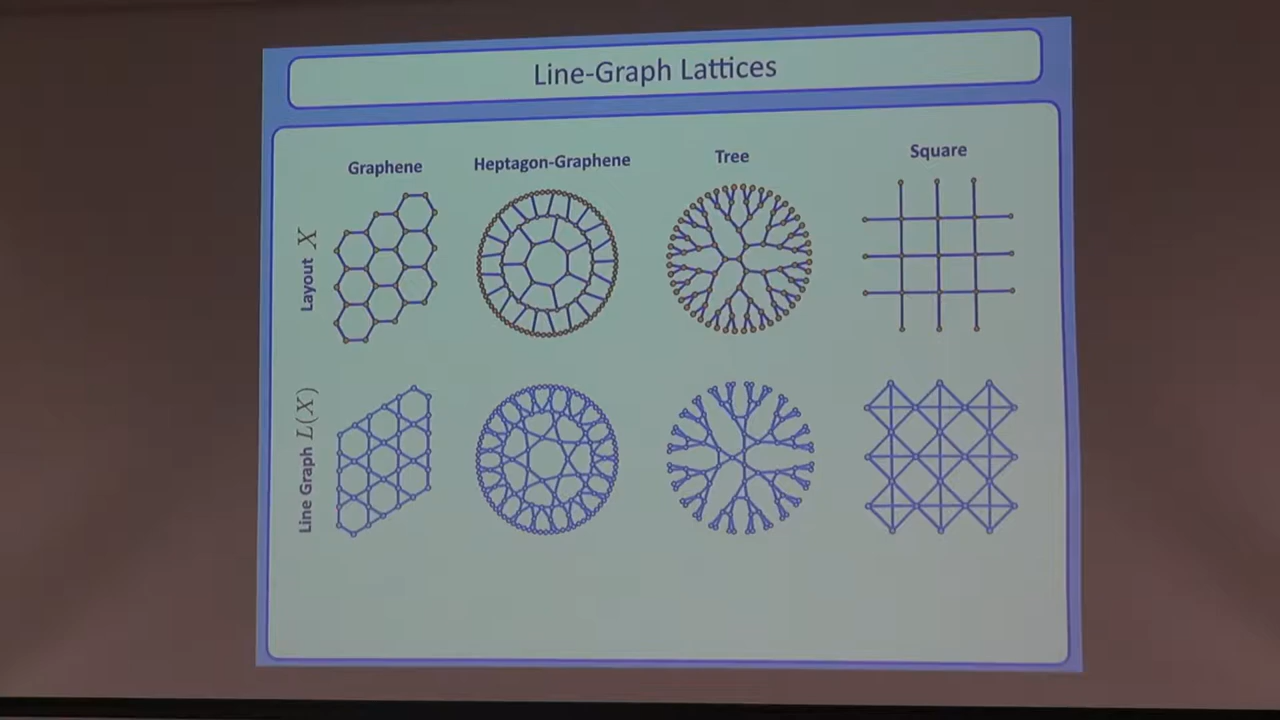 Line-Graph Lattices
Graphene
Heptagon-Graphene
Tree
Square
Layout X
Line Graph L(X)